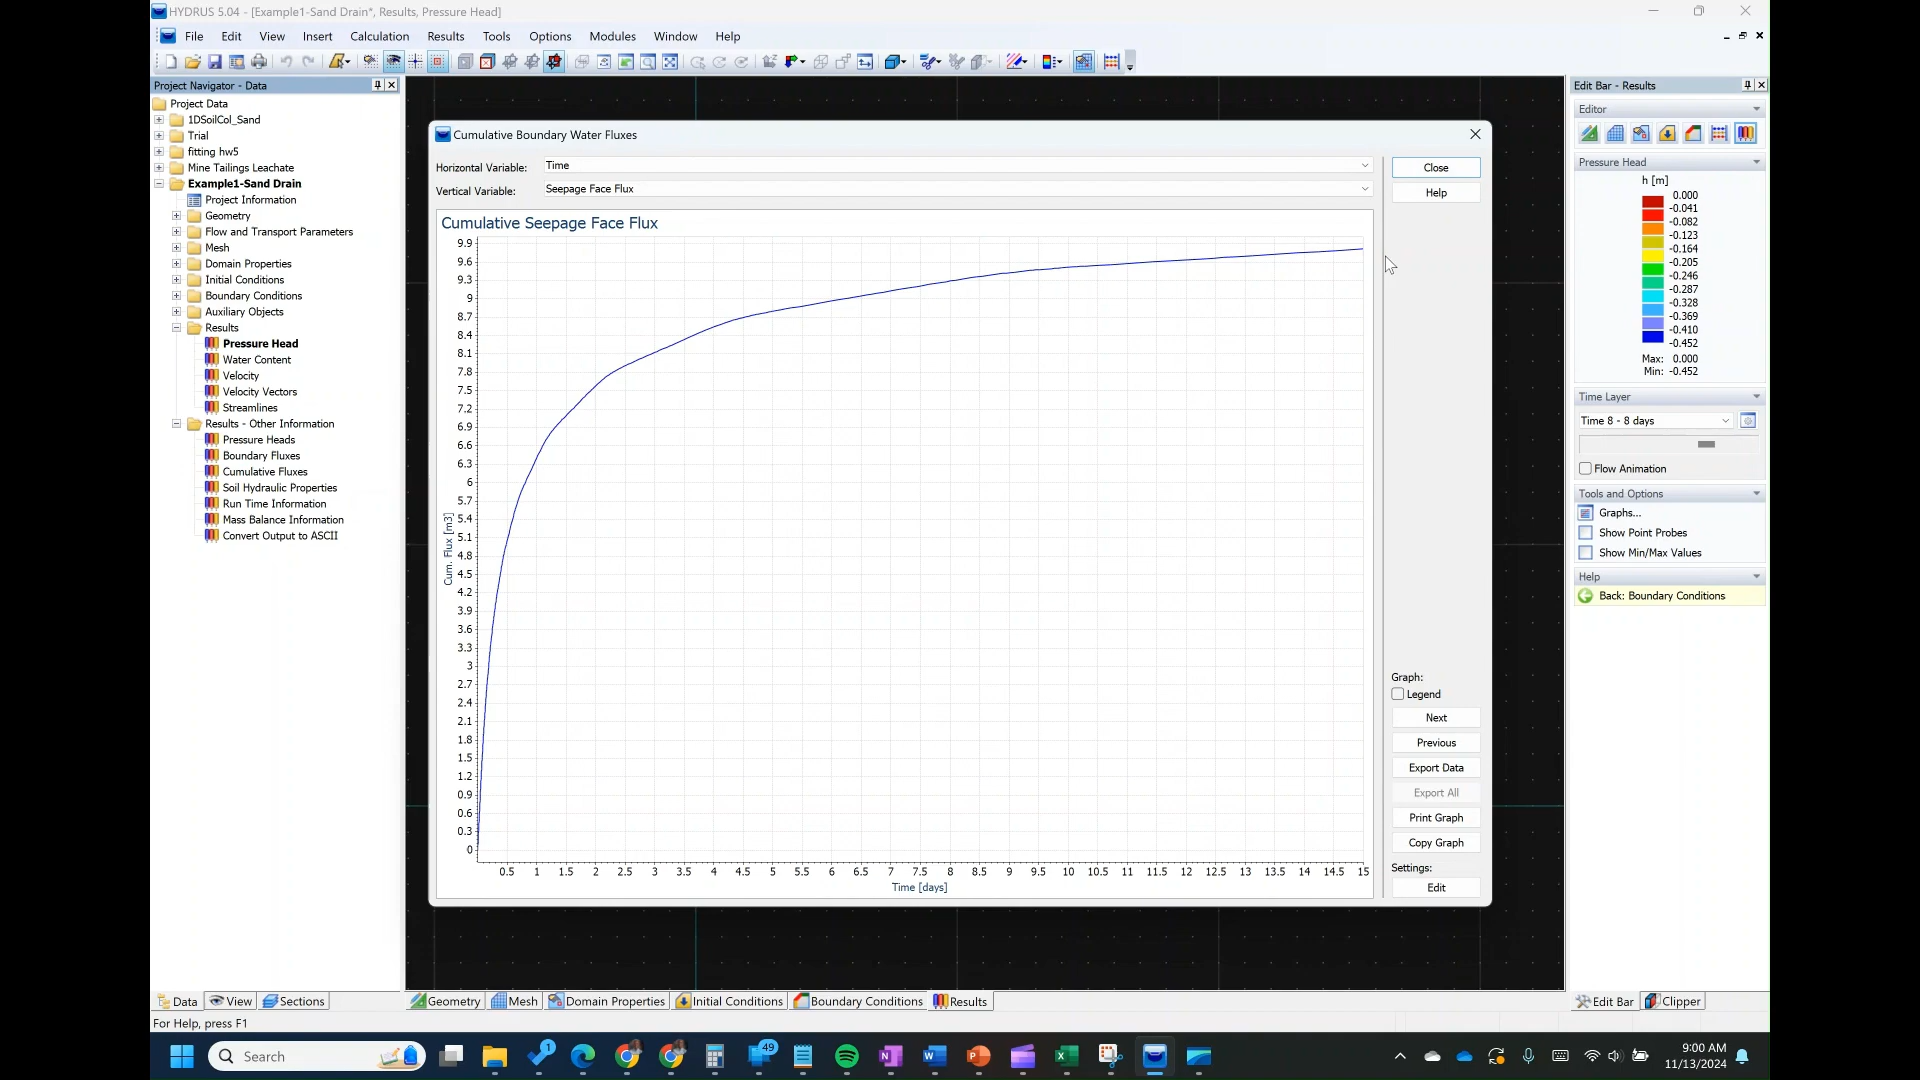 HYDRUS 5.04 - [Example1-Sand Drain*, Results, Pressure Head]
File Edit View Insert Calculation Results Tools Options Modules Window Help
Project Navigator - Data
Project Data
1DSoilCol_Sand
Trial
fitting hw5
Mine Tailings Leachate
Example1-Sand Drain
Project Information
Geometry
Flow and Transport Parameters
Mesh
Domain Properties
Initial Conditions
Boundary Conditions
Auxiliary Objects
Results
Pressure Head
Water Content
Velocity
Velocity Vectors
Streamlines
Results - Other Information
Pressure Heads
Boundary Fluxes
Cumulative Fluxes
Soil Hydraulic Properties
Run Time Information
Mass Balance Information
Convert Output to ASCII
Data View Sections
Cumulative Boundary Water Fluxes
Horizontal Variable: Time
Vertical Variable: Seepage Face Flux
Close
Help
Cumulative Seepage Face Flux
9.9
9.6
9.3
9
8.7
8.4
8.1
7.8
7.5
7.2
6.9
6.6
6.3
6
5.7
5.4
5.1
4.8
4.5
4.2
3.9
3.6
3.3
3
2.7
2.4
2.1
1.8
1.5
1.2
0.9
0.6
0.3
0
Cum. Flux [m3]
0.5 1 1.5 2 2.5 3 3.5 4 4.5 5 5.5 6 6.5 7 7.5 8 8.5 9 9.5 10 10.5 11 11.5 12 12.5 13 13.5 14 14.5 15
Time [days]
Graph:
Legend
Next
Previous
Export Data
Export All
Print Graph
Copy Graph
Settings:
Edit
Geometry Mesh Domain Properties Initial Conditions Boundary Conditions Results
Edit Bar - Results
Editor
Pressure Head
h [m]
0.000
-0.041
-0.082
-0.123
-0.164
-0.205
-0.246
-0.287
-0.328
-0.369
-0.410
-0.452
Max: 0.000
Min: -0.452
Time Layer
Time 8 - 8 days
Flow Animation
Tools and Options
Graphs...
Show Point Probes
Show Min/Max Values
Help
Back: Boundary Conditions
Edit Bar Clipper
For Help, press F1
Search
1
49
9:00 AM
11/13/2024